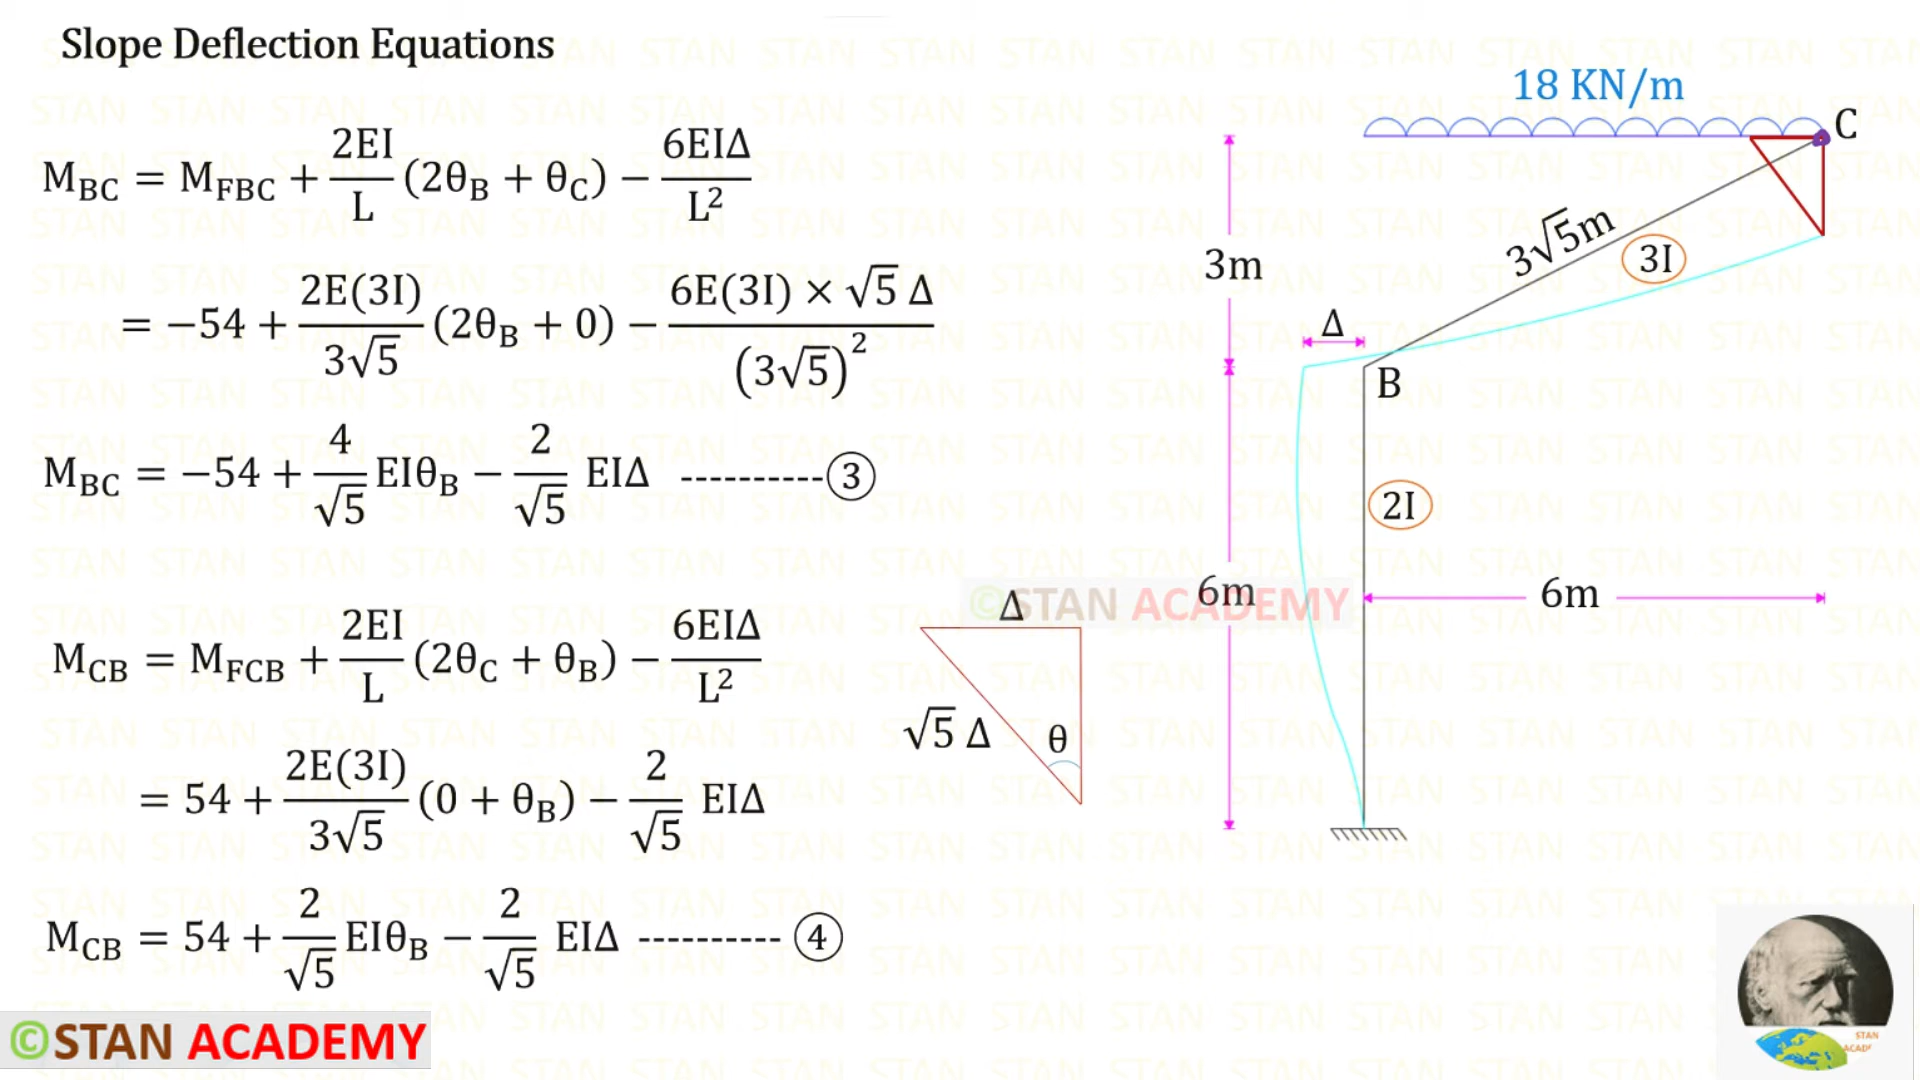 Slope Deflection Equations
M_BC = M_FBC + 2EI/L (2θ_B + θ_C) − 6EIΔ/L²
= −54 + 2E(3I)/3√5 (2θ_B + 0) − 6E(3I) × √5 Δ/(3√5)²
M_BC = −54 + 4/√5 EIθ_B − 2/√5 EIΔ ----------③
M_CB = M_FCB + 2EI/L (2θ_C + θ_B) − 6EIΔ/L²
= 54 + 2E(3I)/3√5 (0 + θ_B) − 2/√5 EIΔ
M_CB = 54 + 2/√5 EIθ_B − 2/√5 EIΔ ---------- ④
18 KN/m
C
3m
3√5m
3I
Δ
B
2I
6m
6m
©STAN ACADEMY
Δ
√5 Δ
θ
©STAN ACADEMY
STAN